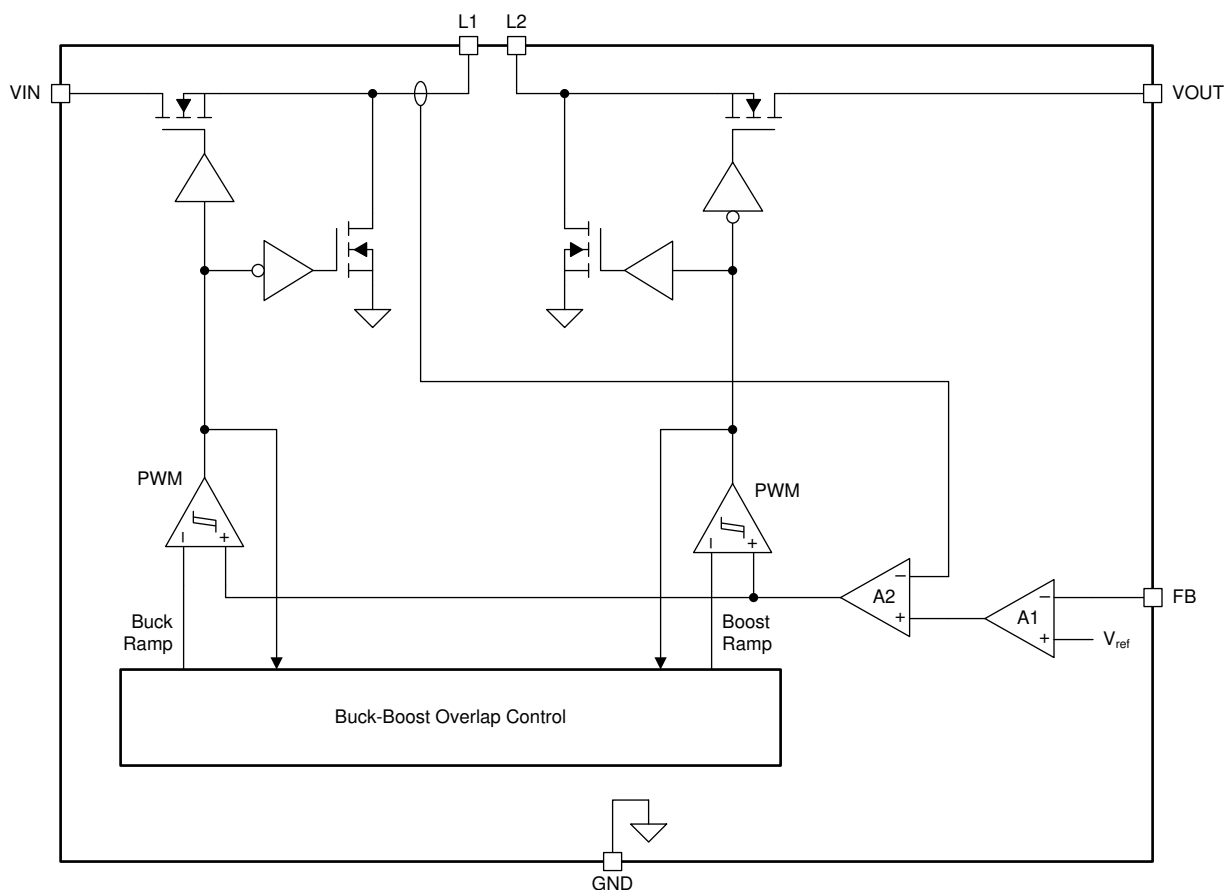 L1
L2
VIN
VOUT
PWM
PWM
−
+
−
+
−
A2
+
−
A1
+
FB
V_ref
Buck
Ramp
Boost
Ramp
Buck-Boost Overlap Control
GND